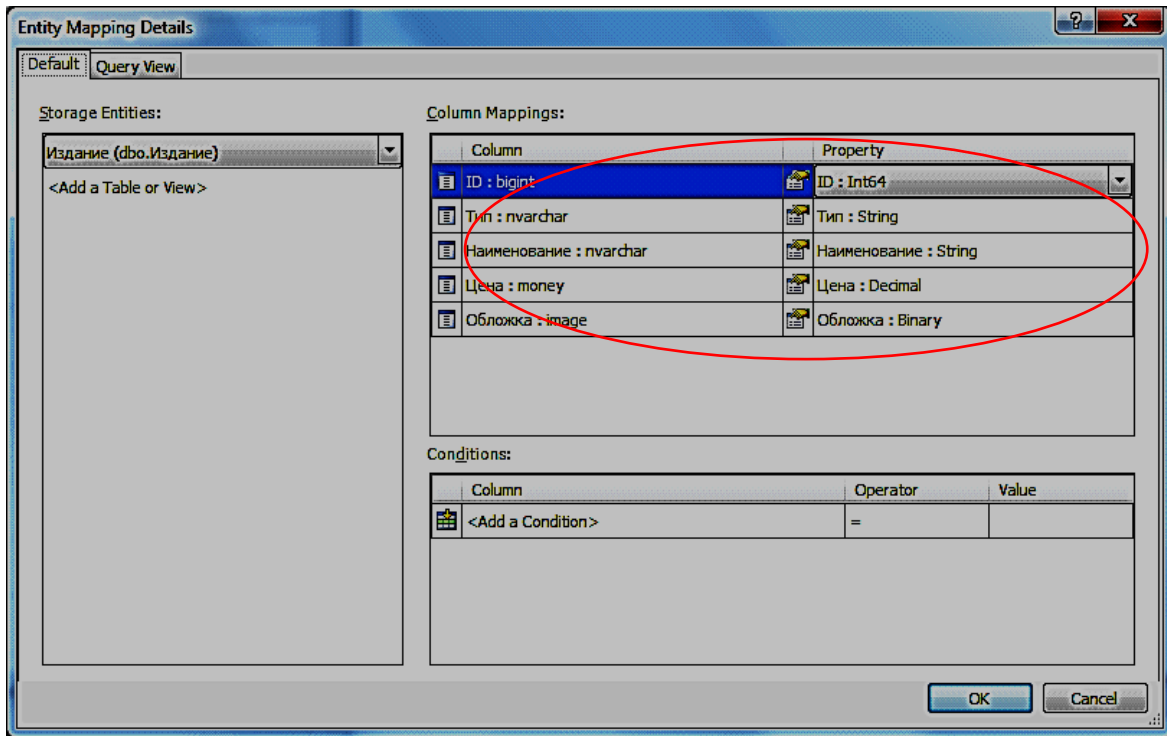 Entity Mapping Details
Default Query View
Storage Entities:
Издание (dbo.Издание)
<Add a Table or View>
Column Mappings:
Column Property
ID : bigint ID : Int64
Тип : nvarchar Тип : String
Наименование : nvarchar Наименование : String
Цена : money Цена : Decimal
Обложка : image Обложка : Binary
Conditions:
Column Operator Value
<Add a Condition> =
OK Cancel